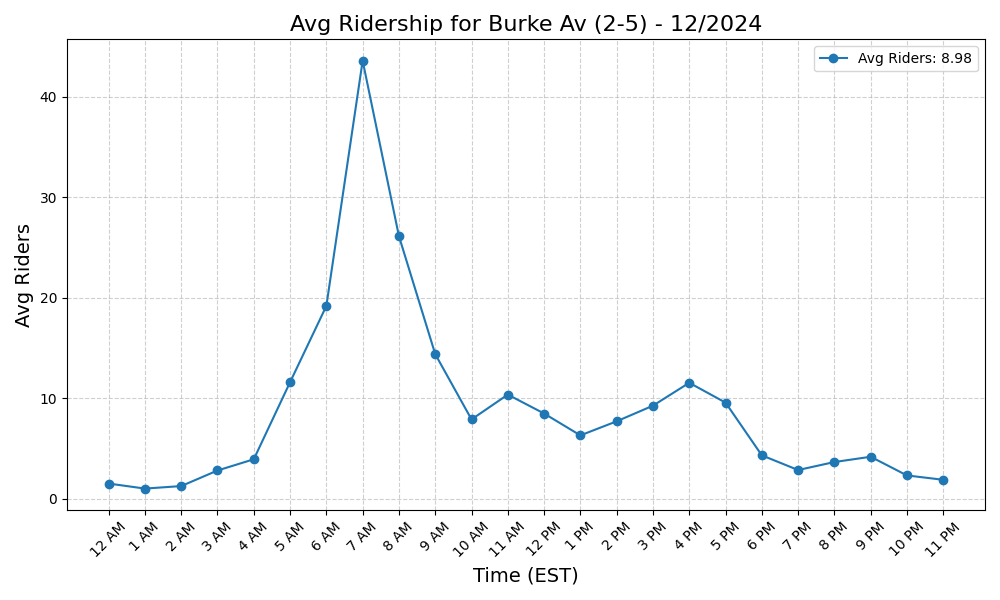 Avg Ridership for Burke Av (2-5) - 12/2024
Avg Riders: 8.98
Avg Riders
40
30
20
10
0
12 AM
1 AM
2 AM
3 AM
4 AM
5 AM
6 AM
7 AM
8 AM
9 AM
10 AM
11 AM
12 PM
1 PM
2 PM
3 PM
4 PM
5 PM
6 PM
7 PM
8 PM
9 PM
10 PM
11 PM
Time (EST)